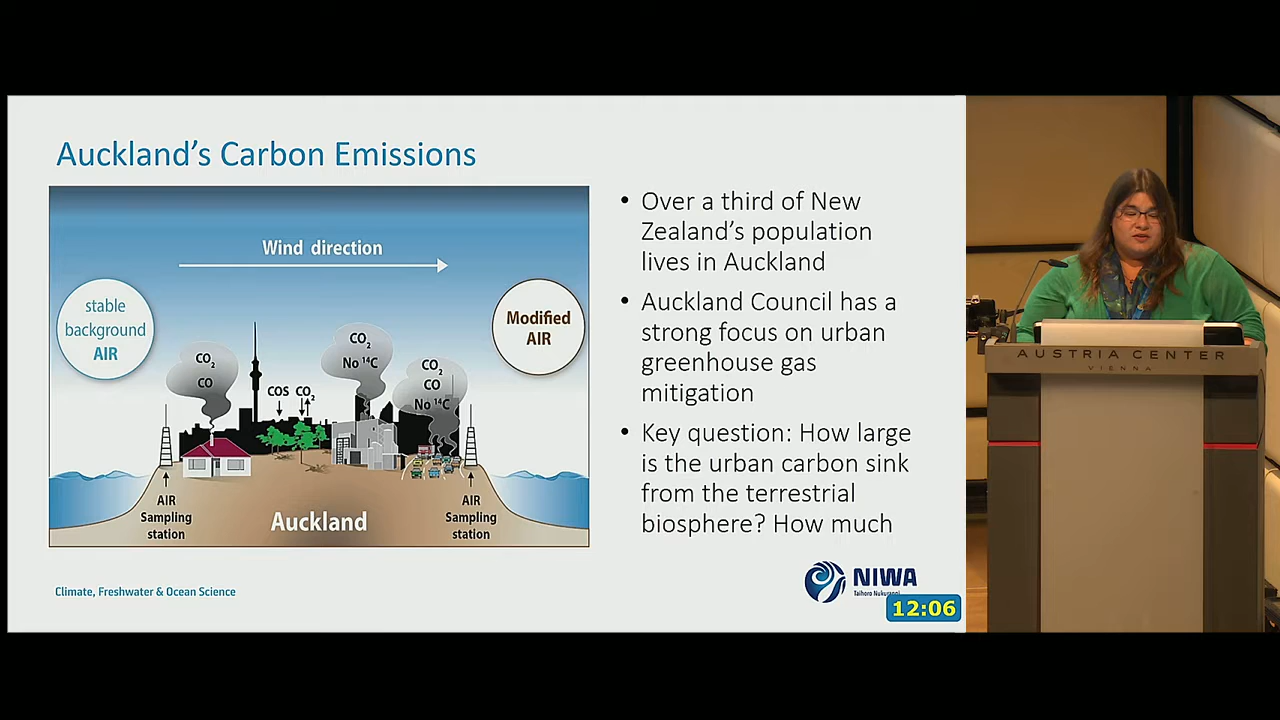 Auckland's Carbon Emissions
Wind direction
stable
background
AIR
Modified
AIR
CO₂
CO
COS CO₂
CO₂
No ¹⁴C
CO₂
CO
No ¹⁴C
AIR
Sampling
station
Auckland
AIR
Sampling
station
• Over a third of New
Zealand's population
lives in Auckland
• Auckland Council has a
strong focus on urban
greenhouse gas
mitigation
• Key question: How large
is the urban carbon sink
from the terrestrial
biosphere? How much
Climate, Freshwater & Ocean Science
NIWA
Taihoro Nukurangi
12:06
AUSTRIA CENTER
VIENNA